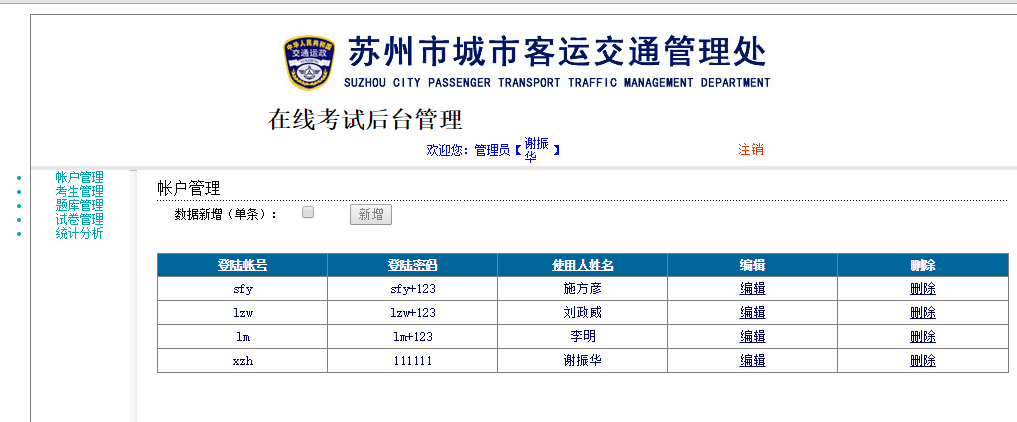 中华人民共和国
交通运政
苏州市城市客运交通管理处
SUZHOU CITY PASSENGER TRANSPORT TRAFFIC MANAGEMENT DEPARTMENT
在线考试后台管理
欢迎您：管理员【谢振华】 注销
帐户管理
考生管理
题库管理
试卷管理
统计分析
帐户管理
数据新增（单条）： 新增
登陆帐号 登陆密码 使用人姓名 编辑 删除
sfy sfy+123 施方彦 编辑 删除
lzw lzw+123 刘政威 编辑 删除
lm lm+123 李明 编辑 删除
xzh 111111 谢振华 编辑 删除